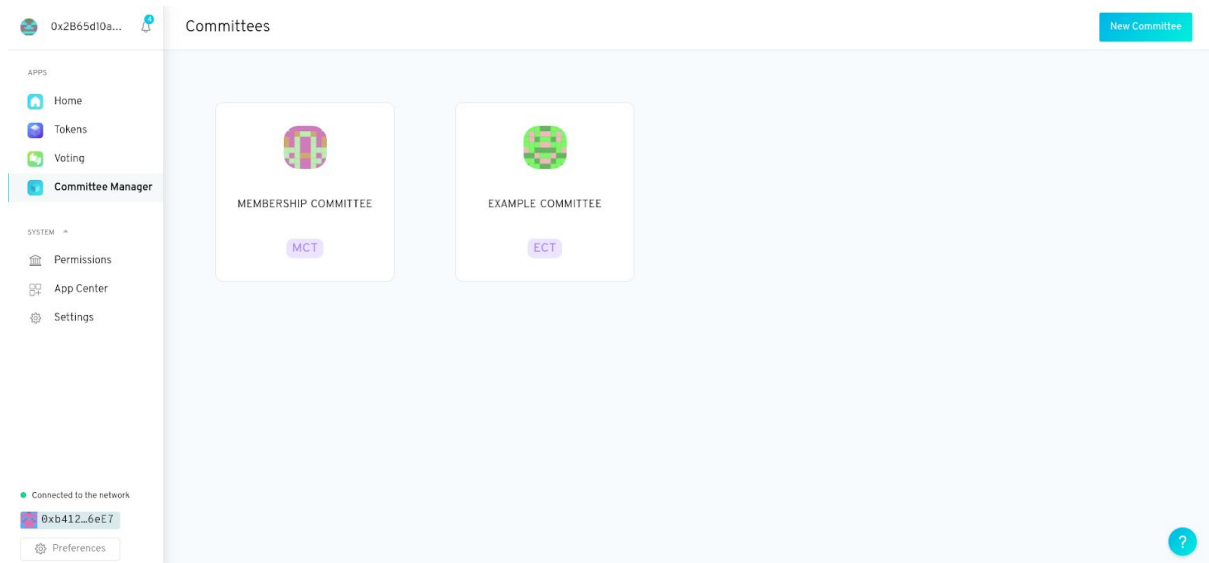 0x2B65d10a...
4
Committees
New Committee
APPS
Home
Tokens
Voting
Committee Manager
SYSTEM
Permissions
App Center
Settings
MEMBERSHIP COMMITTEE
MCT
EXAMPLE COMMITTEE
ECT
Connected to the network
0xb412…6eE7
Preferences
?